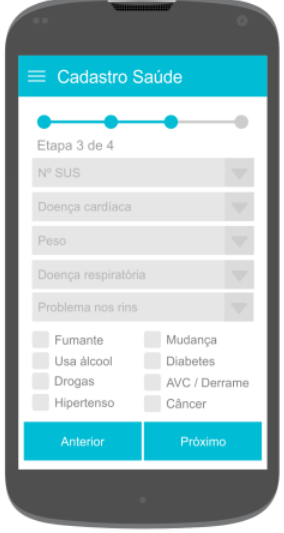 Cadastro Saúde
Etapa 3 de 4
Nº SUS
Doença cardíaca
Peso
Doença respiratória
Problema nos rins
Fumante
Mudança
Usa álcool
Diabetes
Drogas
AVC / Derrame
Hipertenso
Câncer
Anterior
Próximo